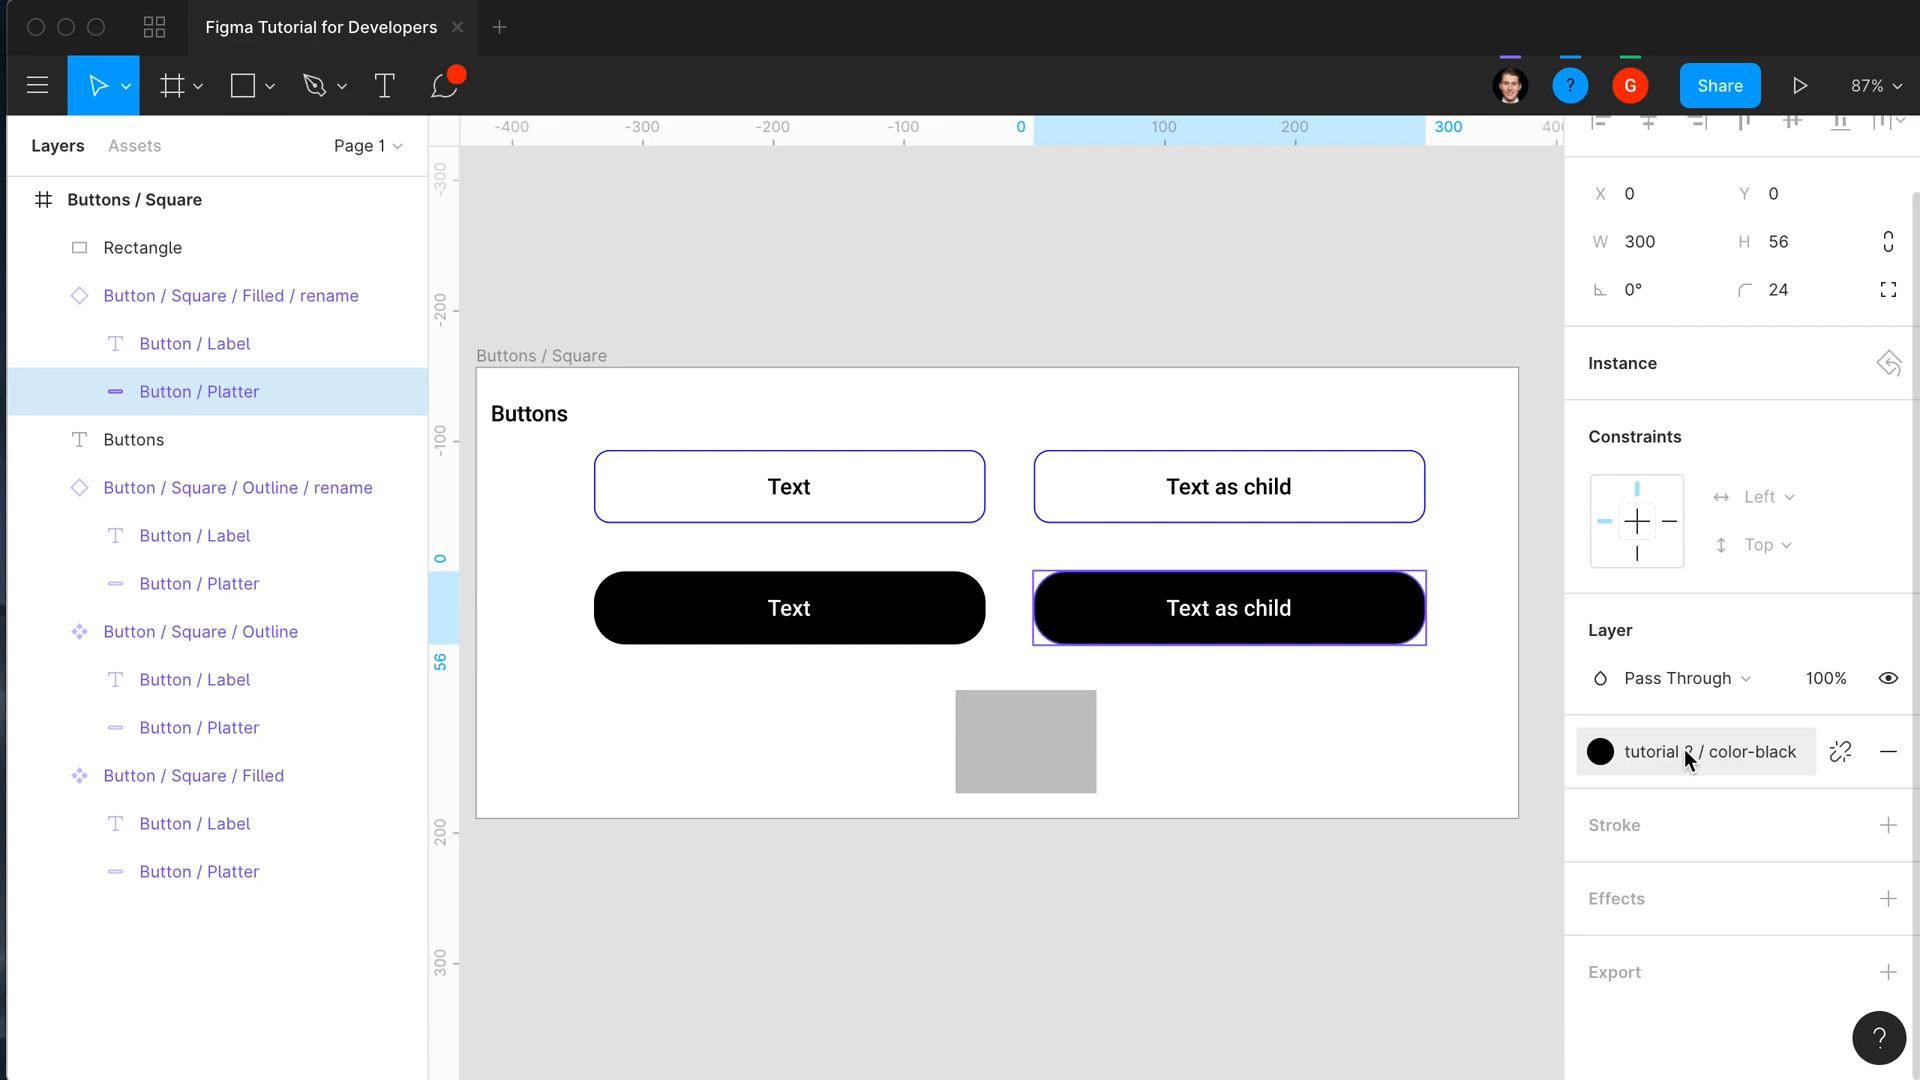 Figma Tutorial for Developers
?
G
Share
87%
Layers
Assets
Page 1
-400
-300
-200
-100
0
100
200
300
Buttons / Square
Rectangle
Button / Square / Filled / rename
Button / Label
Button / Platter
Buttons
Button / Square / Outline / rename
Button / Label
Button / Platter
Button / Square / Outline
Button / Label
Button / Platter
Button / Square / Filled
Button / Label
Button / Platter
-300
-200
-100
0
56
200
300
Buttons / Square
Buttons
Text
Text as child
Text
Text as child
X 0
Y 0
W 300
H 56
0°
24
Instance
Constraints
Left
Top
Layer
Pass Through
100%
tutorial / color-black
Stroke
Effects
Export
?